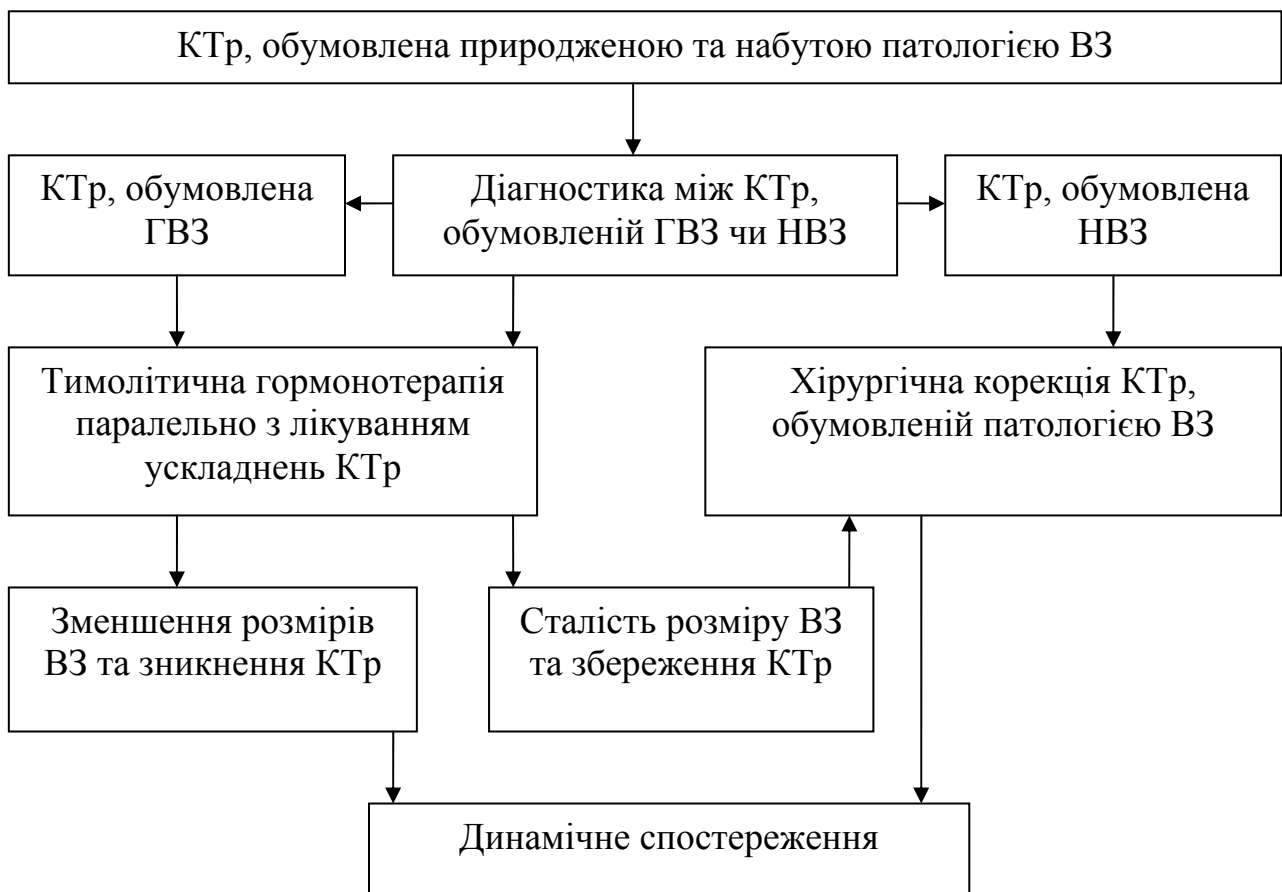 КТр, обумовлена природженою та набутою патологією ВЗ
КТр, обумовлена
ГВЗ
Діагностика між КТр,
обумовленій ГВЗ чи НВЗ
КТр, обумовлена
НВЗ
Тимолітична гормонотерапія
паралельно з лікуванням
ускладнень КТр
Хірургічна корекція КТр,
обумовленій патологією ВЗ
Зменшення розмірів
ВЗ та зникнення КТр
Сталість розміру ВЗ
та збереження КТр
Динамічне спостереження